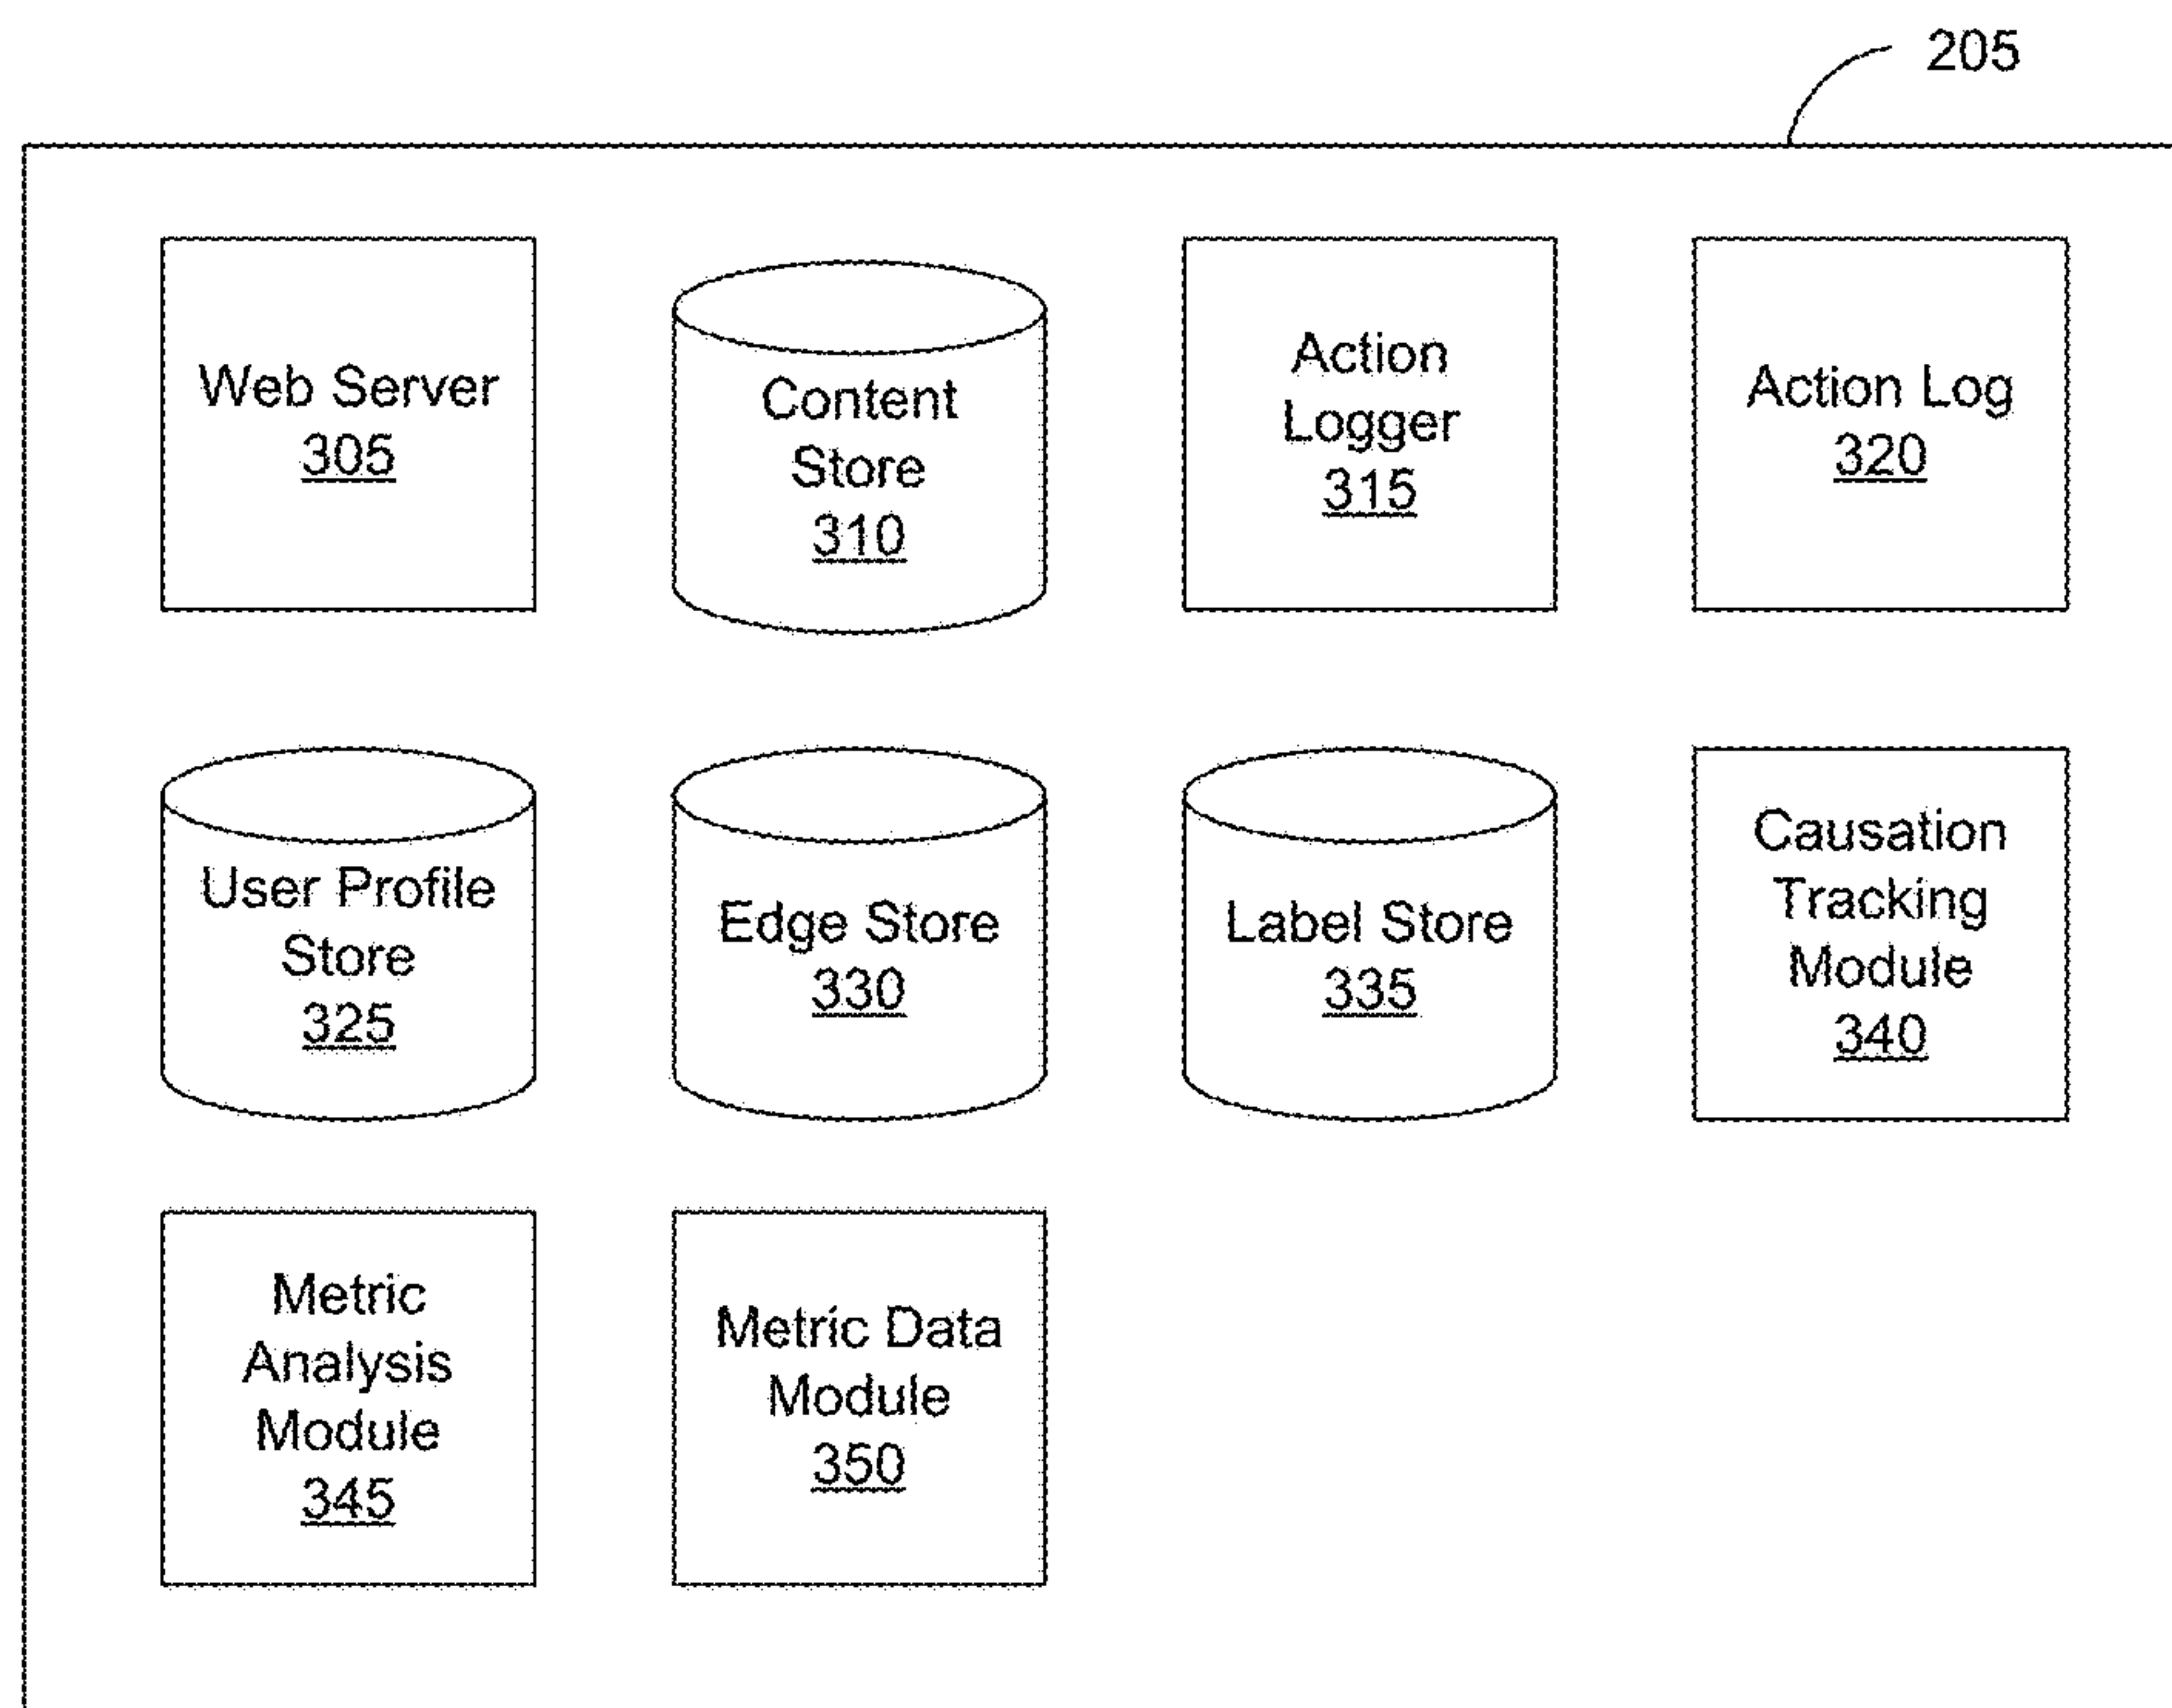 205
Web Server
305
Content
Store
310
Action
Logger
315
Action Log
320
User Profile
Store
325
Edge Store
330
Label Store
335
Causation
Tracking
Module
340
Metric
Analysis
Module
345
Metric Data
Module
350